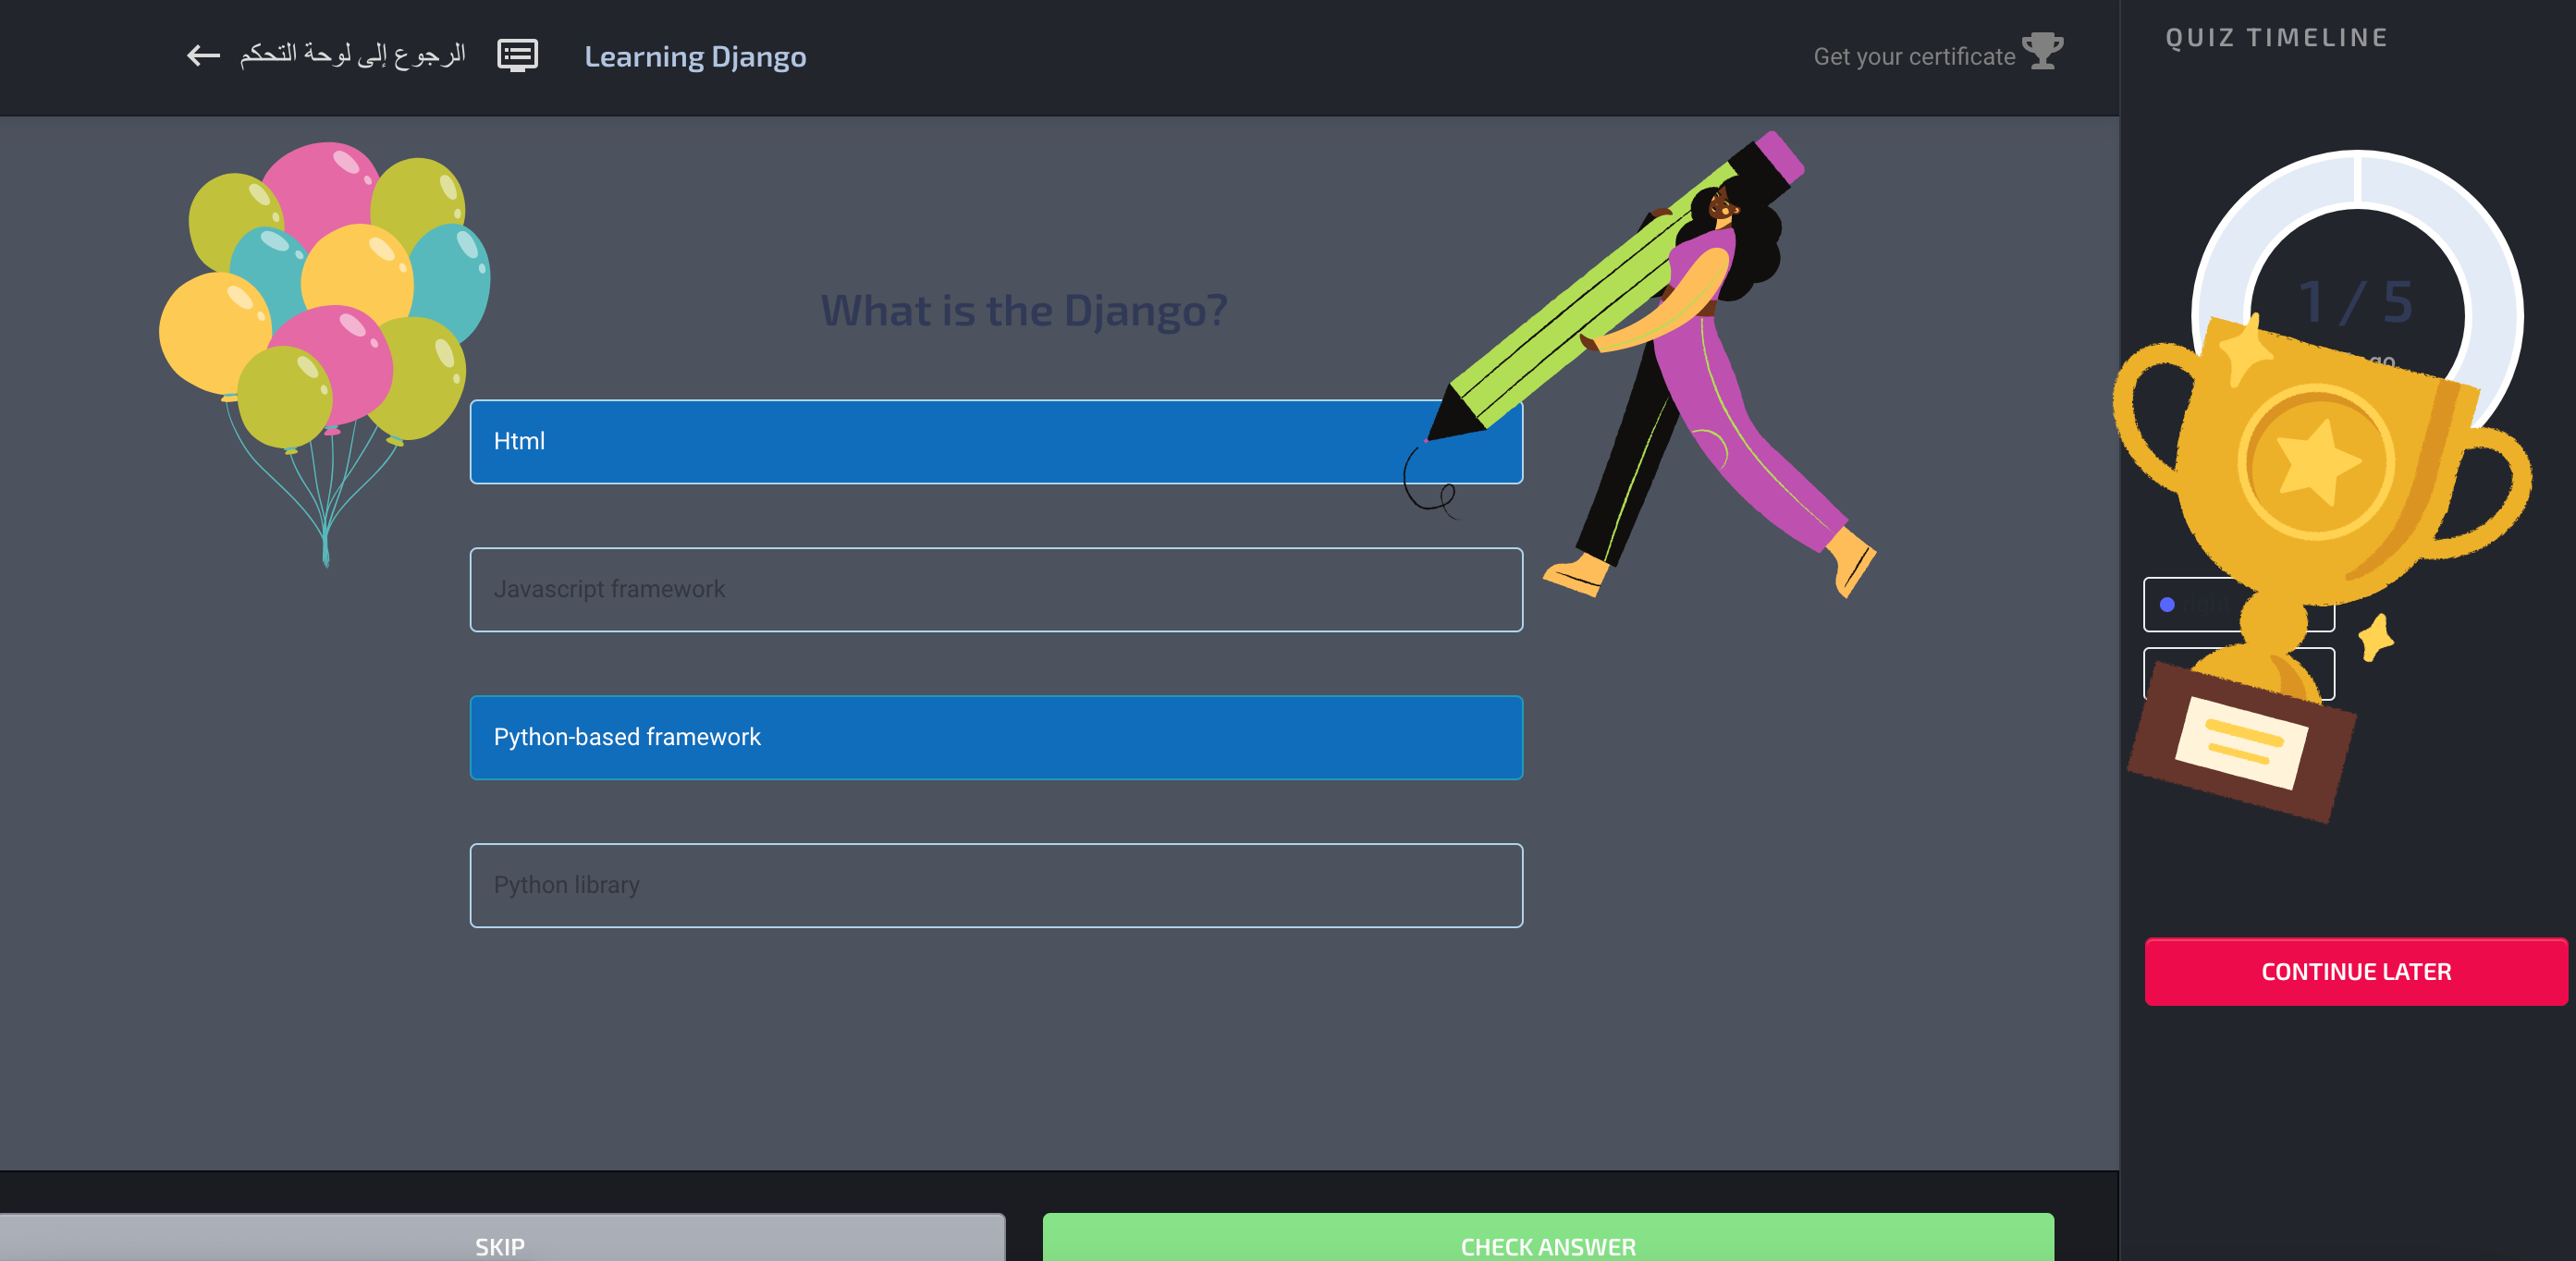 الرجوع إلى لوحة التحكم
Learning Django
Get your certificate
QUIZ TIMELINE
What is the Django?
1 / 5
Html
Javascript framework
Python-based framework
Python library
CONTINUE LATER
SKIP
CHECK ANSWER